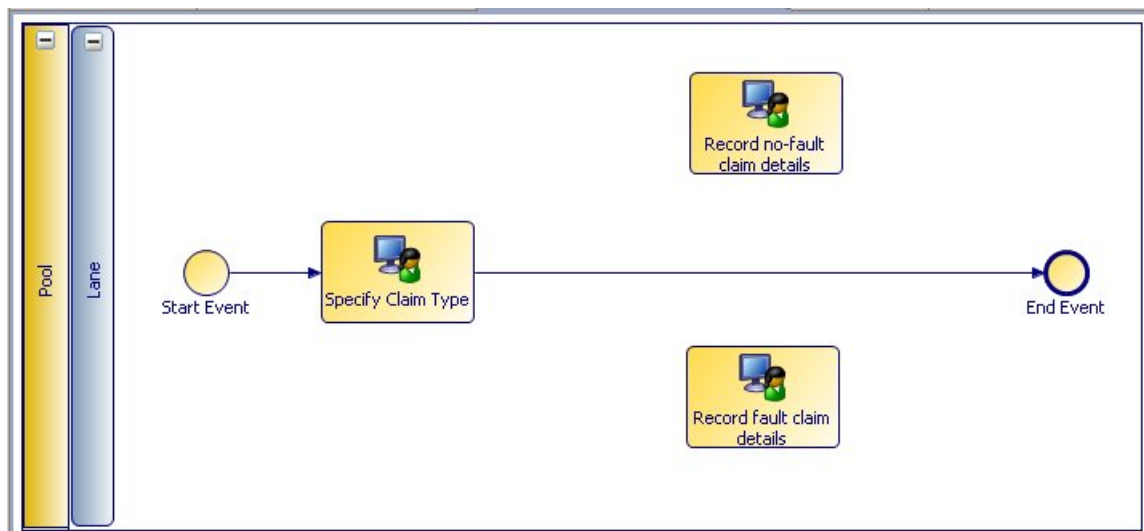 Pool
Lane
Start Event
Specify Claim Type
Record no-fault
claim details
Record fault claim
details
End Event